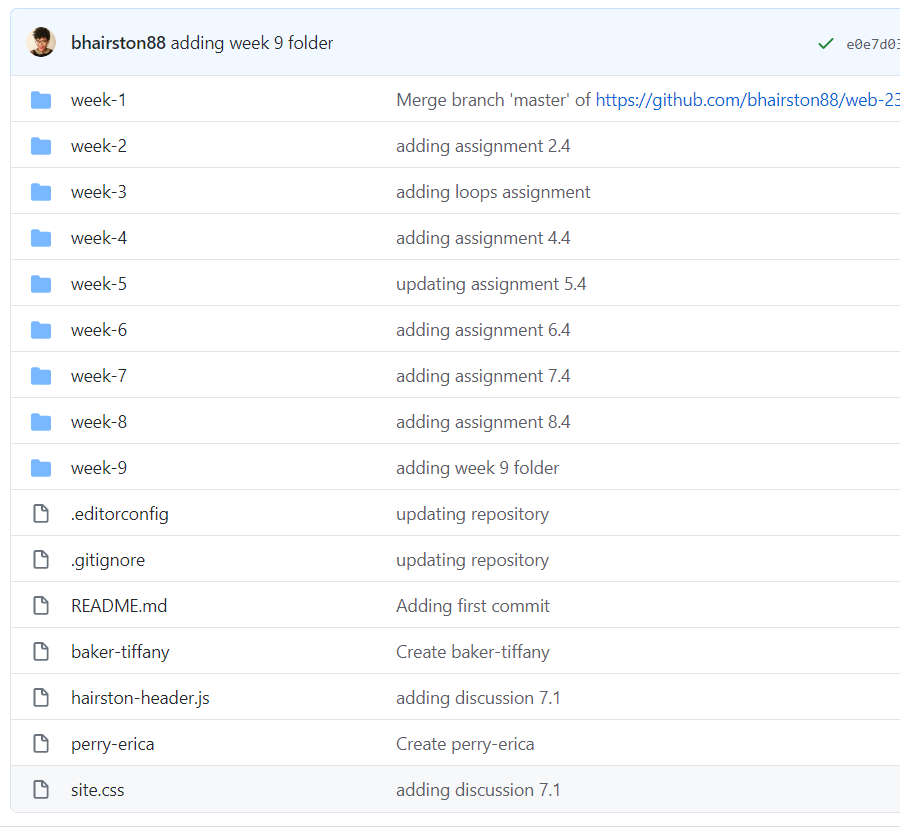 bhairston88 adding week 9 folder e0e7d03
week-1 Merge branch 'master' of https://github.com/bhairston88/web-23
week-2 adding assignment 2.4
week-3 adding loops assignment
week-4 adding assignment 4.4
week-5 updating assignment 5.4
week-6 adding assignment 6.4
week-7 adding assignment 7.4
week-8 adding assignment 8.4
week-9 adding week 9 folder
.editorconfig updating repository
.gitignore updating repository
README.md Adding first commit
baker-tiffany Create baker-tiffany
hairston-header.js adding discussion 7.1
perry-erica Create perry-erica
site.css adding discussion 7.1